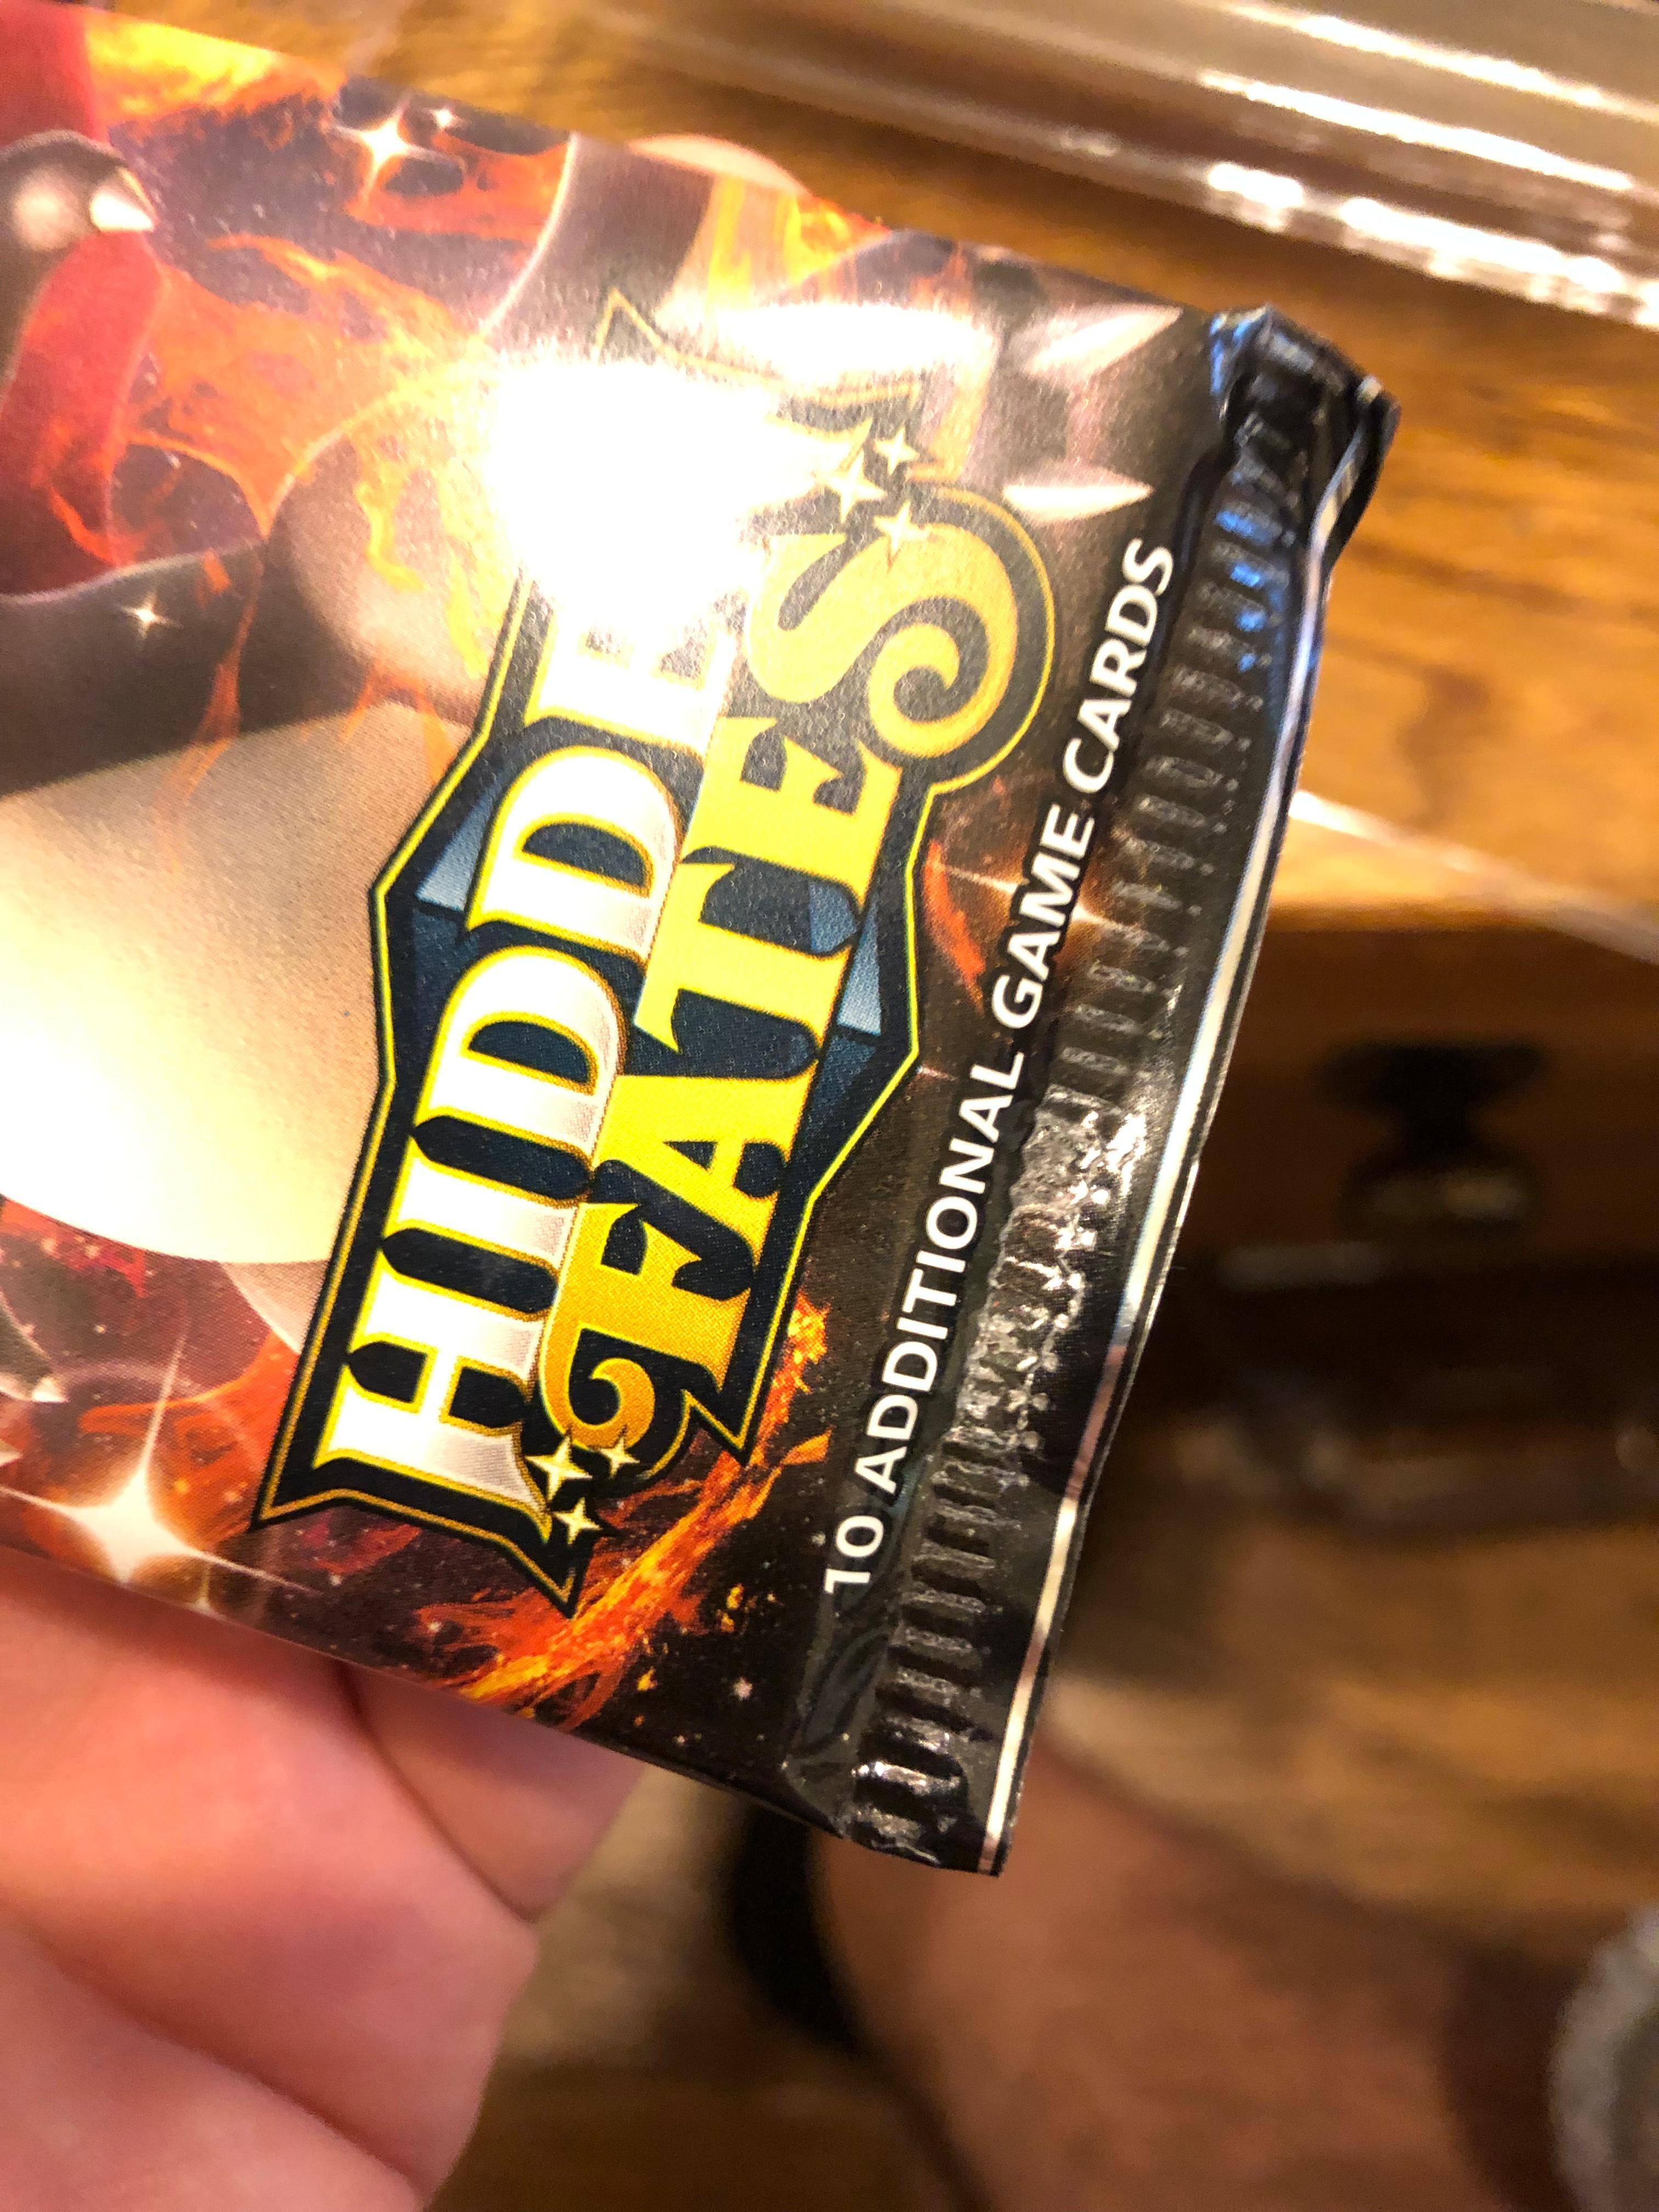 HIDDEN
FATES
10 ADDITIONAL GAME CARDS